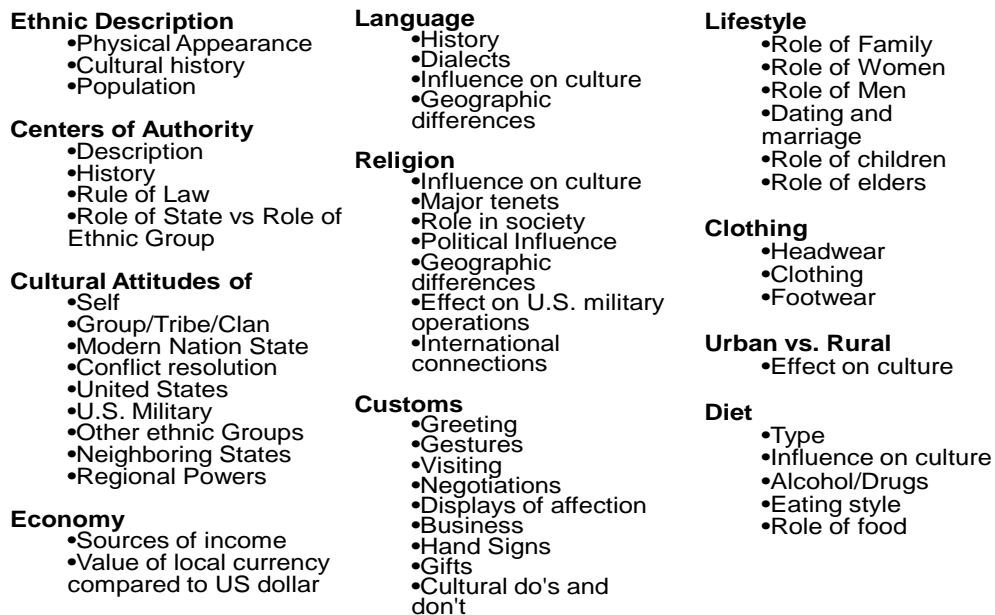 Ethnic Description
•Physical Appearance
•Cultural history
•Population
Centers of Authority
•Description
•History
•Rule of Law
•Role of State vs Role of
Ethnic Group
Cultural Attitudes of
•Self
•Group/Tribe/Clan
•Modern Nation State
•Conflict resolution
•United States
•U.S. Military
•Other ethnic Groups
•Neighboring States
•Regional Powers
Economy
•Sources of income
•Value of local currency
compared to US dollar
Language
•History
•Dialects
•Influence on culture
•Geographic
differences
Religion
•Influence on culture
•Major tenets
•Role in society
•Political Influence
•Geographic
differences
•Effect on U.S. military
operations
•International
connections
Customs
•Greeting
•Gestures
•Visiting
•Negotiations
•Displays of affection
•Business
•Hand Signs
•Gifts
•Cultural do's and
don't
Lifestyle
•Role of Family
•Role of Women
•Role of Men
•Dating and
marriage
•Role of children
•Role of elders
Clothing
•Headwear
•Clothing
•Footwear
Urban vs. Rural
•Effect on culture
Diet
•Type
•Influence on culture
•Alcohol/Drugs
•Eating style
•Role of food